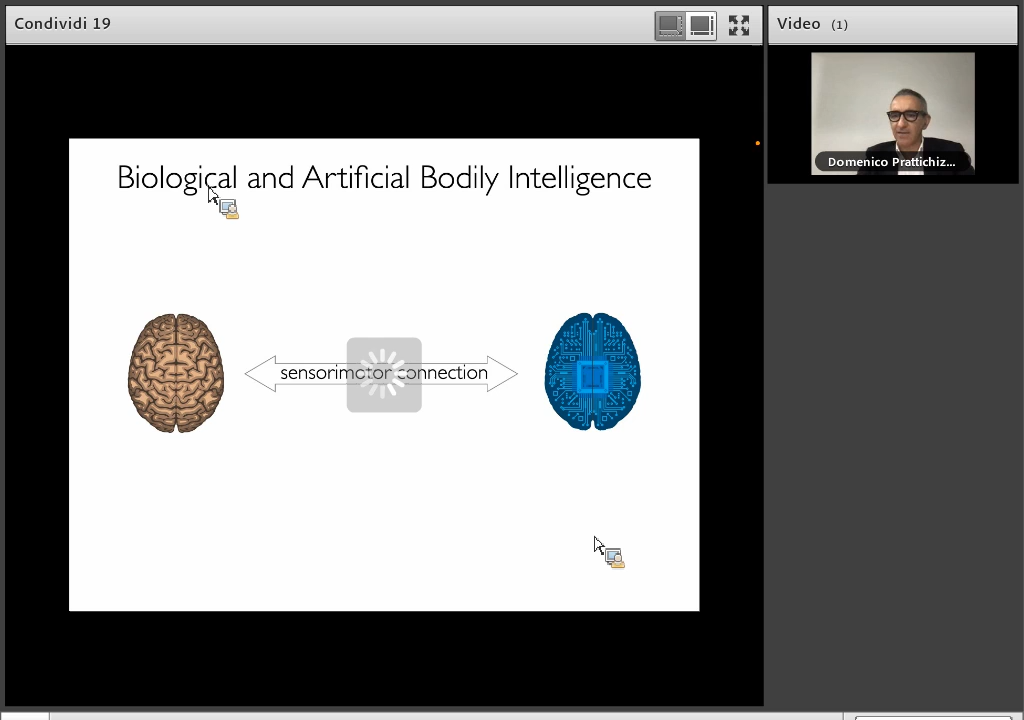 Condividi 19
Video (1)
Domenico Prattichiz...
Biological and Artificial Bodily Intelligence
sensorimotor connection